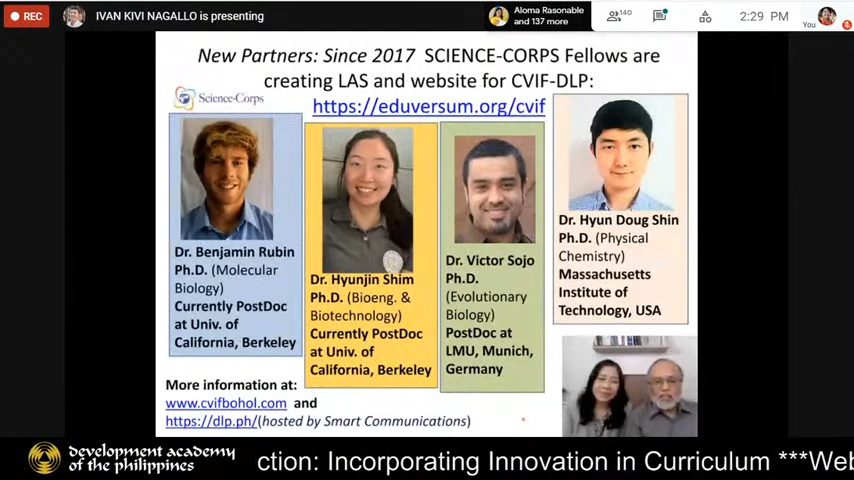 REC
IVAN KIVI NAGALLO is presenting
Aloma Rasonable
and 137 more
140
2:29 PM
You
New Partners: Since 2017 SCIENCE-CORPS Fellows are
creating LAS and website for CVIF-DLP:
Science-Corps
https://eduversum.org/cvif
Dr. Benjamin Rubin
Ph.D. (Molecular
Biology)
Currently PostDoc
at Univ. of
California, Berkeley
Dr. Hyunjin Shim
Ph.D. (Bioeng. &
Biotechnology)
Currently PostDoc
at Univ. of
California, Berkeley
Dr. Victor Sojo
Ph.D.
(Evolutionary
Biology)
PostDoc at
LMU, Munich,
Germany
Dr. Hyun Doug Shin
Ph.D. (Physical
Chemistry)
Massachusetts
Institute of
Technology, USA
More information at:
www.cvifbohol.com and
https://dlp.ph/(hosted by Smart Communications)
development academy
of the philippines
ction: Incorporating Innovation in Curriculum ***Web